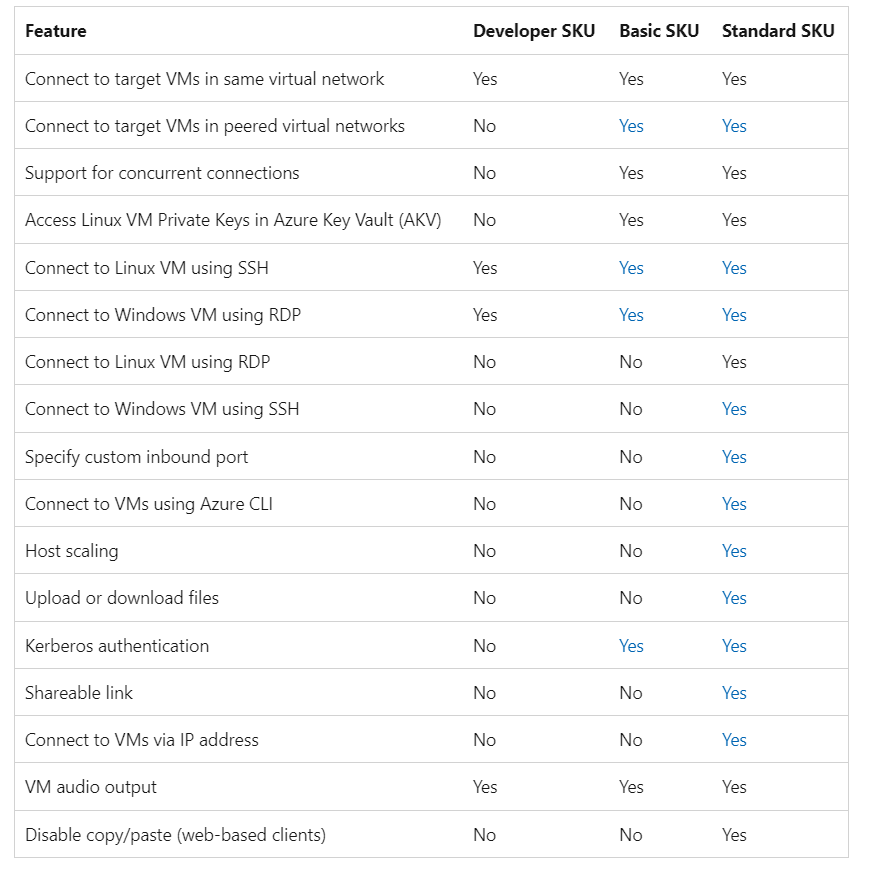 Feature Developer SKU Basic SKU Standard SKU
Connect to target VMs in same virtual network Yes Yes Yes
Connect to target VMs in peered virtual networks No Yes Yes
Support for concurrent connections No Yes Yes
Access Linux VM Private Keys in Azure Key Vault (AKV) No Yes Yes
Connect to Linux VM using SSH Yes Yes Yes
Connect to Windows VM using RDP Yes Yes Yes
Connect to Linux VM using RDP No No Yes
Connect to Windows VM using SSH No No Yes
Specify custom inbound port No No Yes
Connect to VMs using Azure CLI No No Yes
Host scaling No No Yes
Upload or download files No No Yes
Kerberos authentication No Yes Yes
Shareable link No No Yes
Connect to VMs via IP address No No Yes
VM audio output Yes Yes Yes
Disable copy/paste (web-based clients) No No Yes